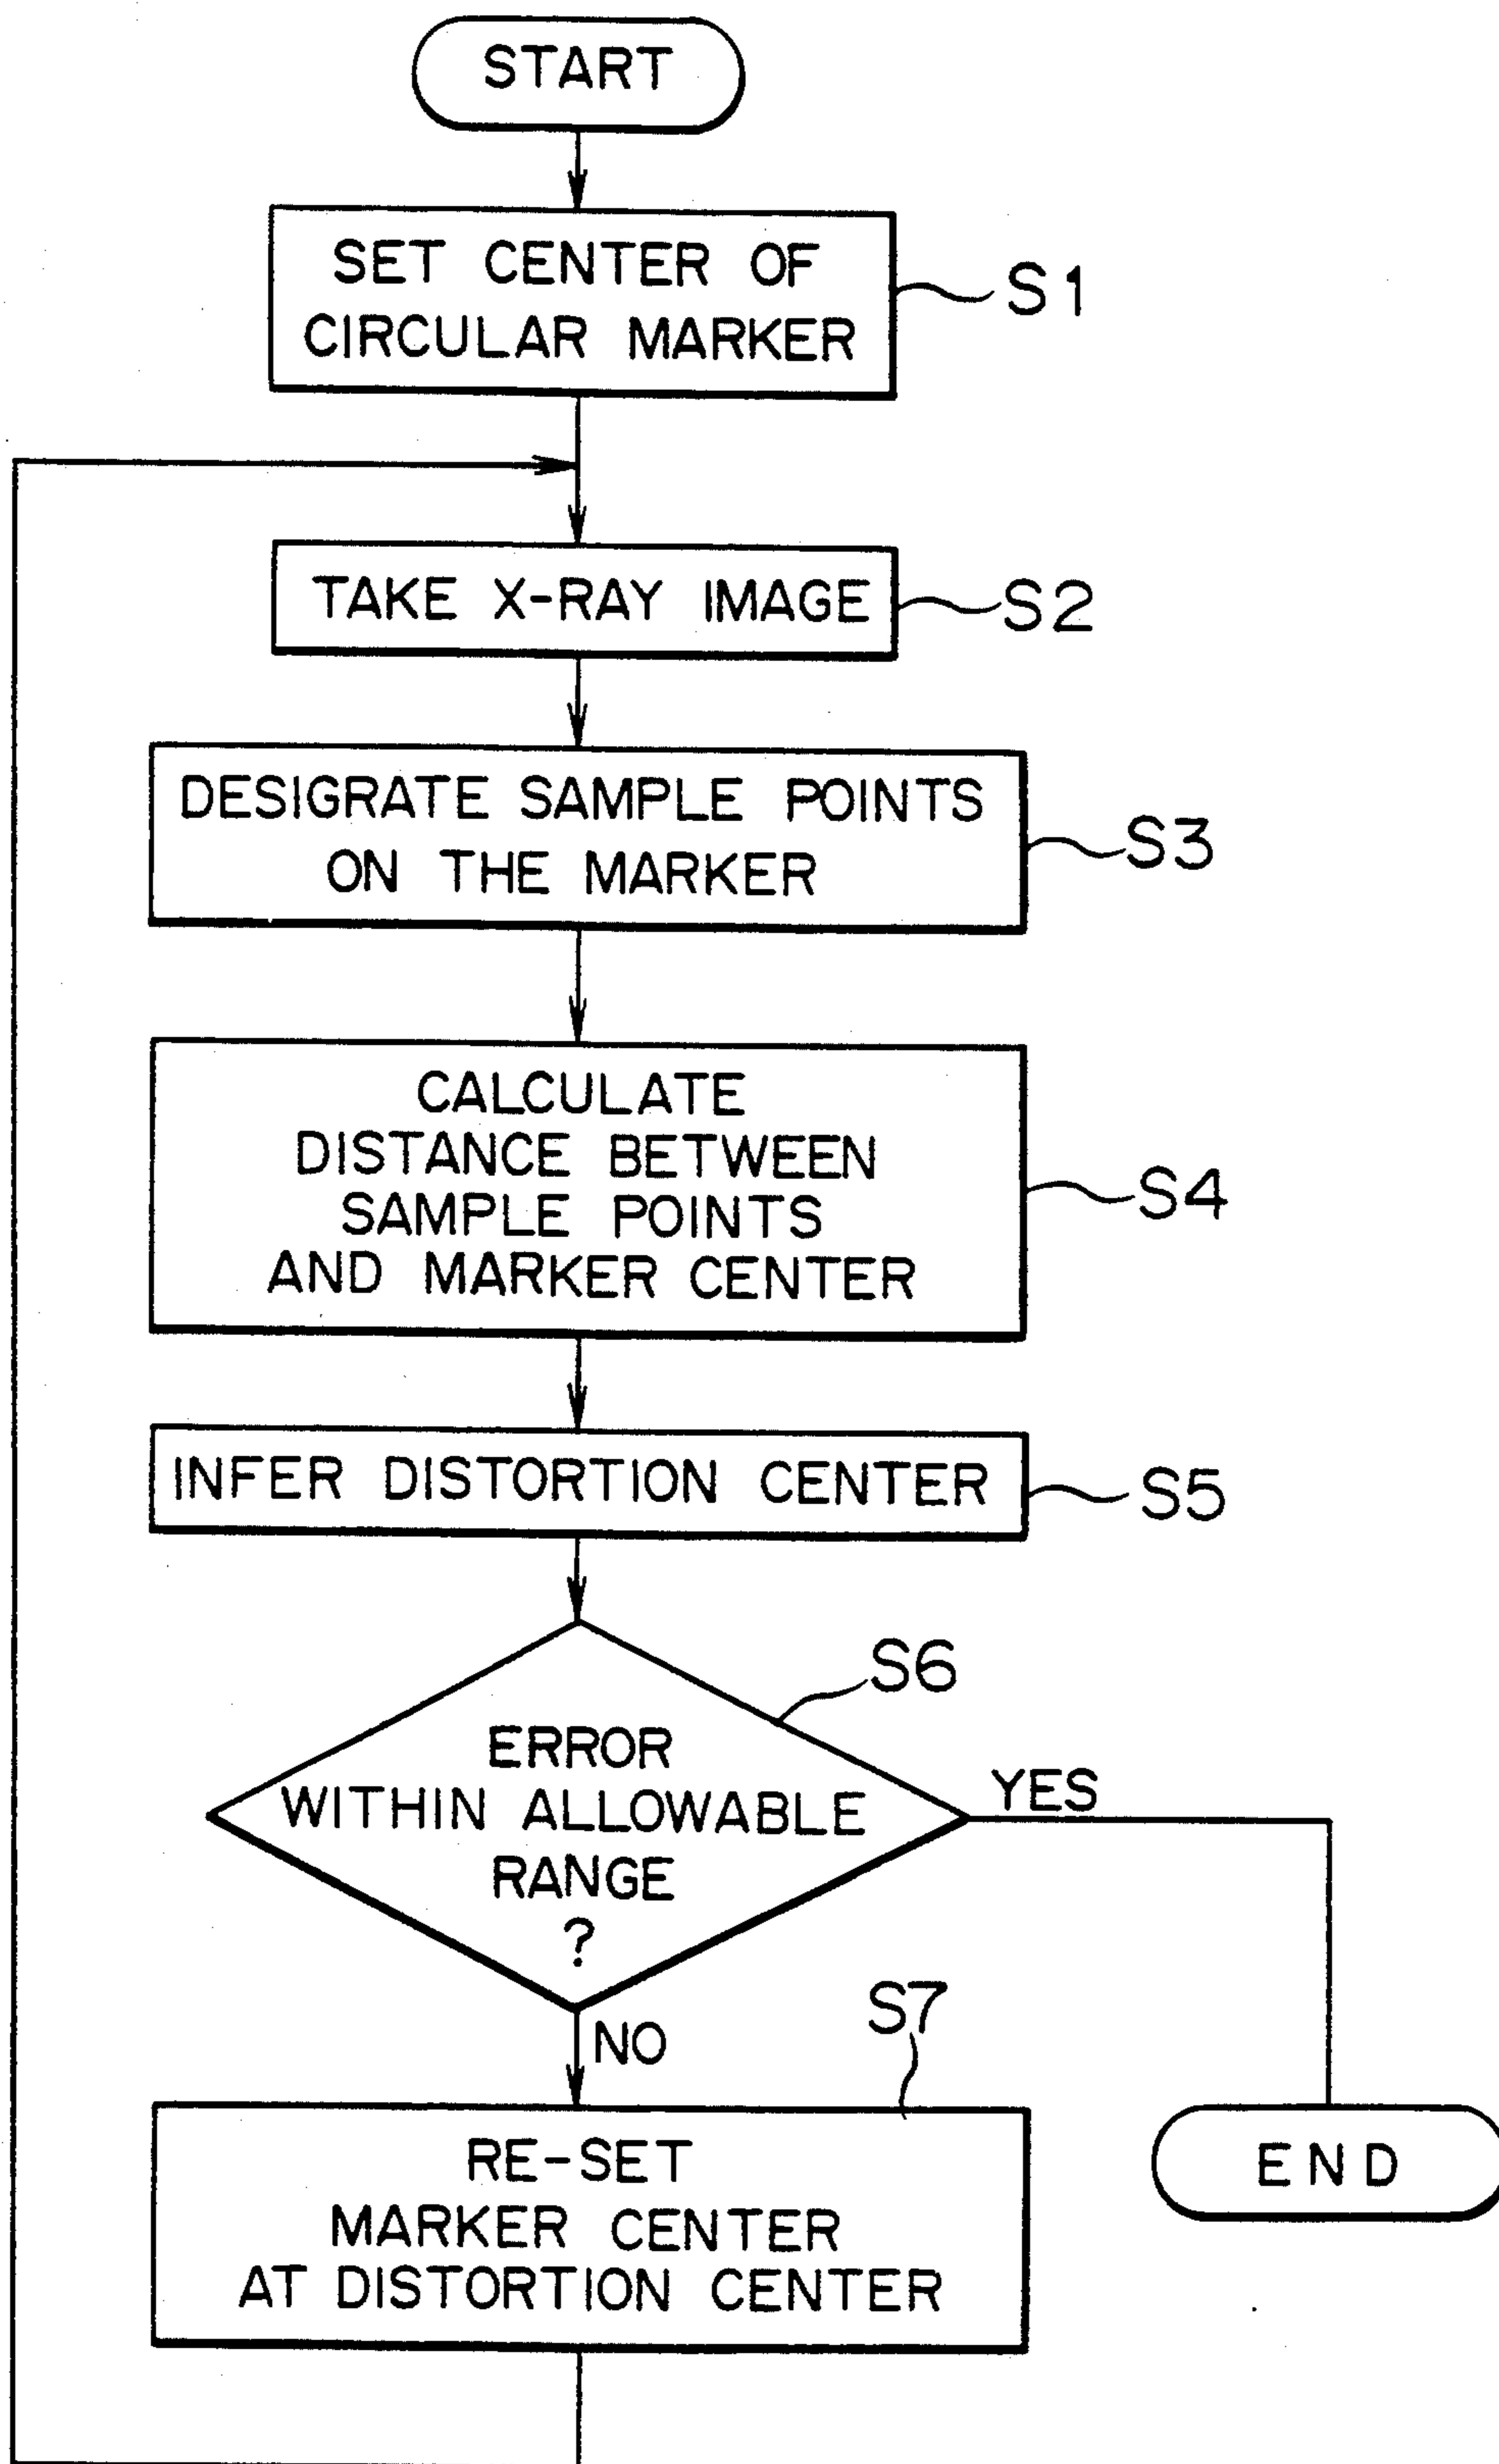 START
SET CENTER OF
CIRCULAR MARKER
S1
TAKE X-RAY IMAGE
S2
DESIGRATE SAMPLE POINTS
ON THE MARKER
S3
CALCULATE
DISTANCE BETWEEN
SAMPLE POINTS
AND MARKER CENTER
S4
INFER DISTORTION CENTER
S5
S6
ERROR
WITHIN ALLOWABLE
RANGE
?
YES
NO
S7
RE-SET
MARKER CENTER
AT DISTORTION CENTER
END